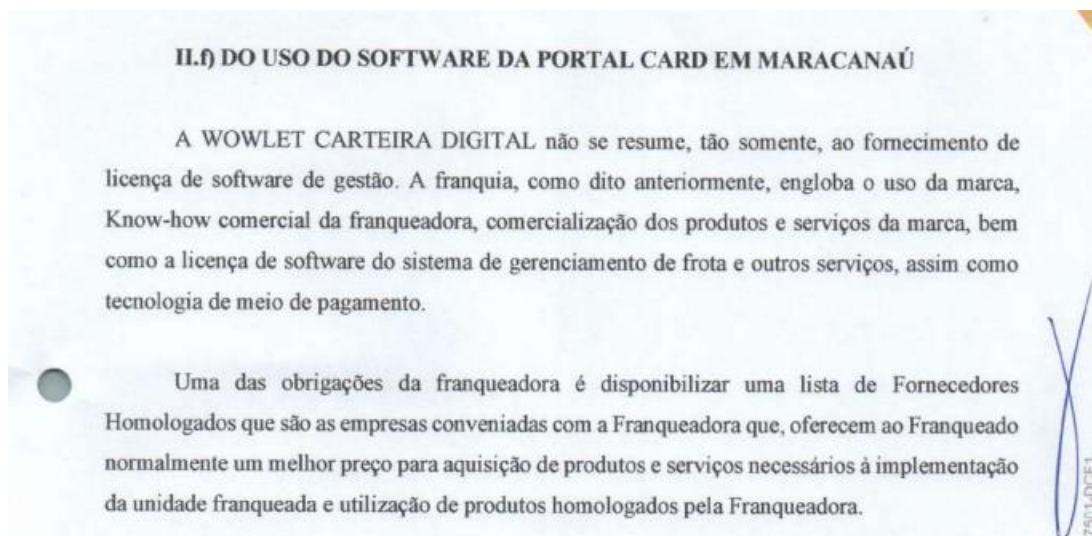 II.f) DO USO DO SOFTWARE DA PORTAL CARD EM MARACANAÚ
A WOWLET CARTEIRA DIGITAL não se resume, tão somente, ao fornecimento de
licença de software de gestão. A franquia, como dito anteriormente, engloba o uso da marca,
Know-how comercial da franqueadora, comercialização dos produtos e serviços da marca, bem
como a licença de software do sistema de gerenciamento de frota e outros serviços, assim como
tecnologia de meio de pagamento.
Uma das obrigações da franqueadora é disponibilizar uma lista de Fornecedores
Homologados que são as empresas conveniadas com a Franqueadora que, oferecem ao Franqueado
normalmente um melhor preço para aquisição de produtos e serviços necessários à implementação
da unidade franqueada e utilização de produtos homologados pela Franqueadora.